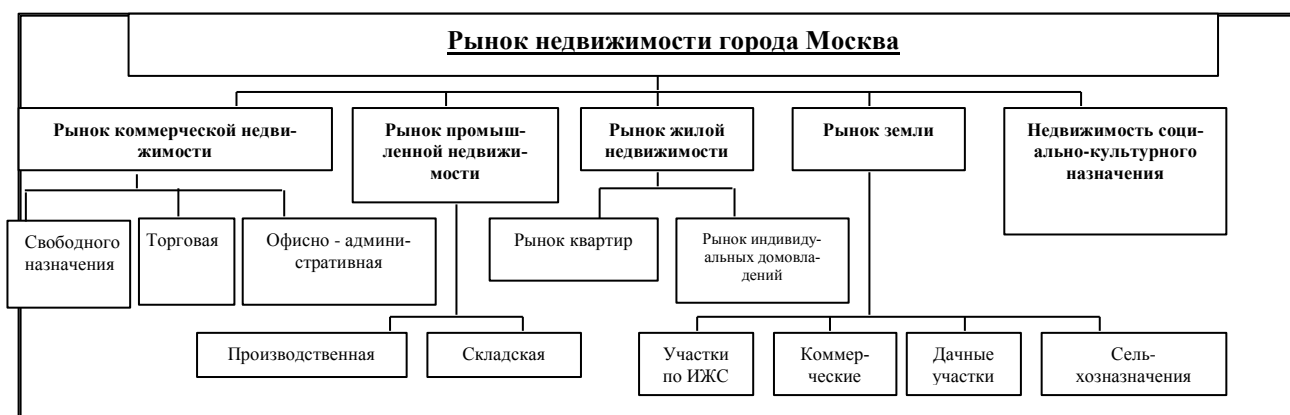 Рынок недвижимости города Москва
Рынок коммерческой недви-
жимости
Рынок промыш-
ленной недвижи-
мости
Рынок жилой
недвижимости
Рынок земли
Недвижимость соци-
ально-культурного
назначения
Свободного
назначения
Торговая
Офисно - админи-
стративная
Рынок квартир
Рынок индивиду-
альных домовла-
дений
Производственная
Складская
Участки
по ИЖС
Коммер-
ческие
Дачные
участки
Сель-
хозназначения